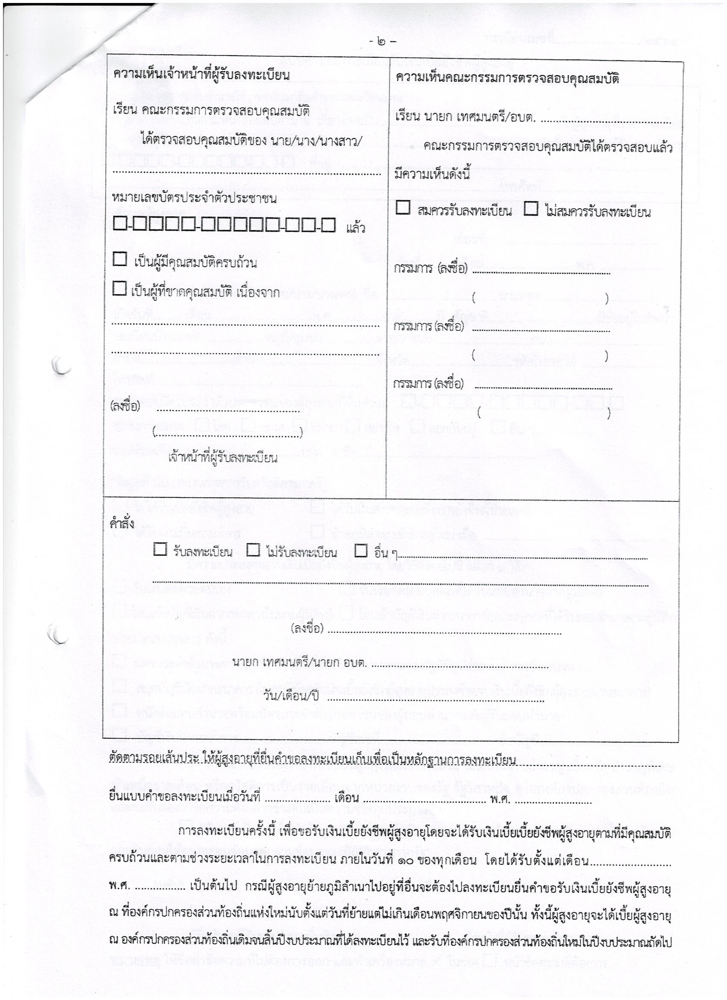 - ๒ -
ความเห็นเจ้าหน้าที่ผู้รับลงทะเบียน
เรียน คณะกรรมการตรวจสอบคุณสมบัติ
ได้ตรวจสอบคุณสมบัติของ นาย/นาง/นางสาว/
................................................................
หมายเลขบัตรประจำตัวประชาชน
☐-☐☐☐☐-☐☐☐☐☐-☐☐-☐ แล้ว
☐ เป็นผู้มีคุณสมบัติครบถ้วน
☐ เป็นผู้ที่ขาดคุณสมบัติ เนื่องจาก
................................................................
................................................................
(ลงชื่อ) ........................................
(........................................)
เจ้าหน้าที่ผู้รับลงทะเบียน
ความเห็นคณะกรรมการตรวจสอบคุณสมบัติ
เรียน นายก เทศมนตรี/อบต. ........................................
คณะกรรมการตรวจสอบคุณสมบัติได้ตรวจสอบแล้ว
มีความเห็นดังนี้
☐ สมควรรับลงทะเบียน ☐ ไม่สมควรรับลงทะเบียน
กรรมการ (ลงชื่อ) ........................................
( )
กรรมการ (ลงชื่อ) ........................................
( )
กรรมการ (ลงชื่อ) ........................................
( )
คำสั่ง
☐ รับลงทะเบียน ☐ ไม่รับลงทะเบียน ☐ อื่น ๆ................................................................
................................................................
(ลงชื่อ) ................................................................
นายก เทศมนตรี/นายก อบต. ........................................
วัน/เดือน/ปี ................................................................
ตัดตามรอยเส้นประ ให้ผู้สูงอายุที่ยื่นคำขอลงทะเบียนเก็บเพื่อเป็นหลักฐานการลงทะเบียน........................................
ยื่นแบบคำขอลงทะเบียนเมื่อวันที่ ...................... เดือน ........................................ พ.ศ. .........................
การลงทะเบียนครั้งนี้ เพื่อขอรับเงินเบี้ยยังชีพผู้สูงอายุโดยจะได้รับเงินเบี้ยเบี้ยยังชีพผู้สูงอายุตามที่มีคุณสมบัติ
ครบถ้วนและตามช่วงระยะเวลาในการลงทะเบียน ภายในวันที่ ๑๐ ของทุกเดือน โดยได้รับตั้งแต่เดือน...........................
พ.ศ. ................. เป็นต้นไป กรณีผู้สูงอายุย้ายภูมิลำเนาไปอยู่ที่อื่นจะต้องไปลงทะเบียนยื่นคำขอรับเงินเบี้ยยังชีพผู้สูงอายุ
ณ ที่องค์กรปกครองส่วนท้องถิ่นแห่งใหม่นับตั้งแต่วันที่ย้ายแต่ไม่เกินเดือนพฤศจิกายนของปีนั้น ทั้งนี้ผู้สูงอายุจะได้เบี้ยผู้สูงอายุ
ณ องค์กรปกครองส่วนท้องถิ่นเดิมจนสิ้นปีงบประมาณที่ได้ลงทะเบียนไว้ และรับที่องค์กรปกครองส่วนท้องถิ่นใหม่ในปีงบประมาณถัดไป